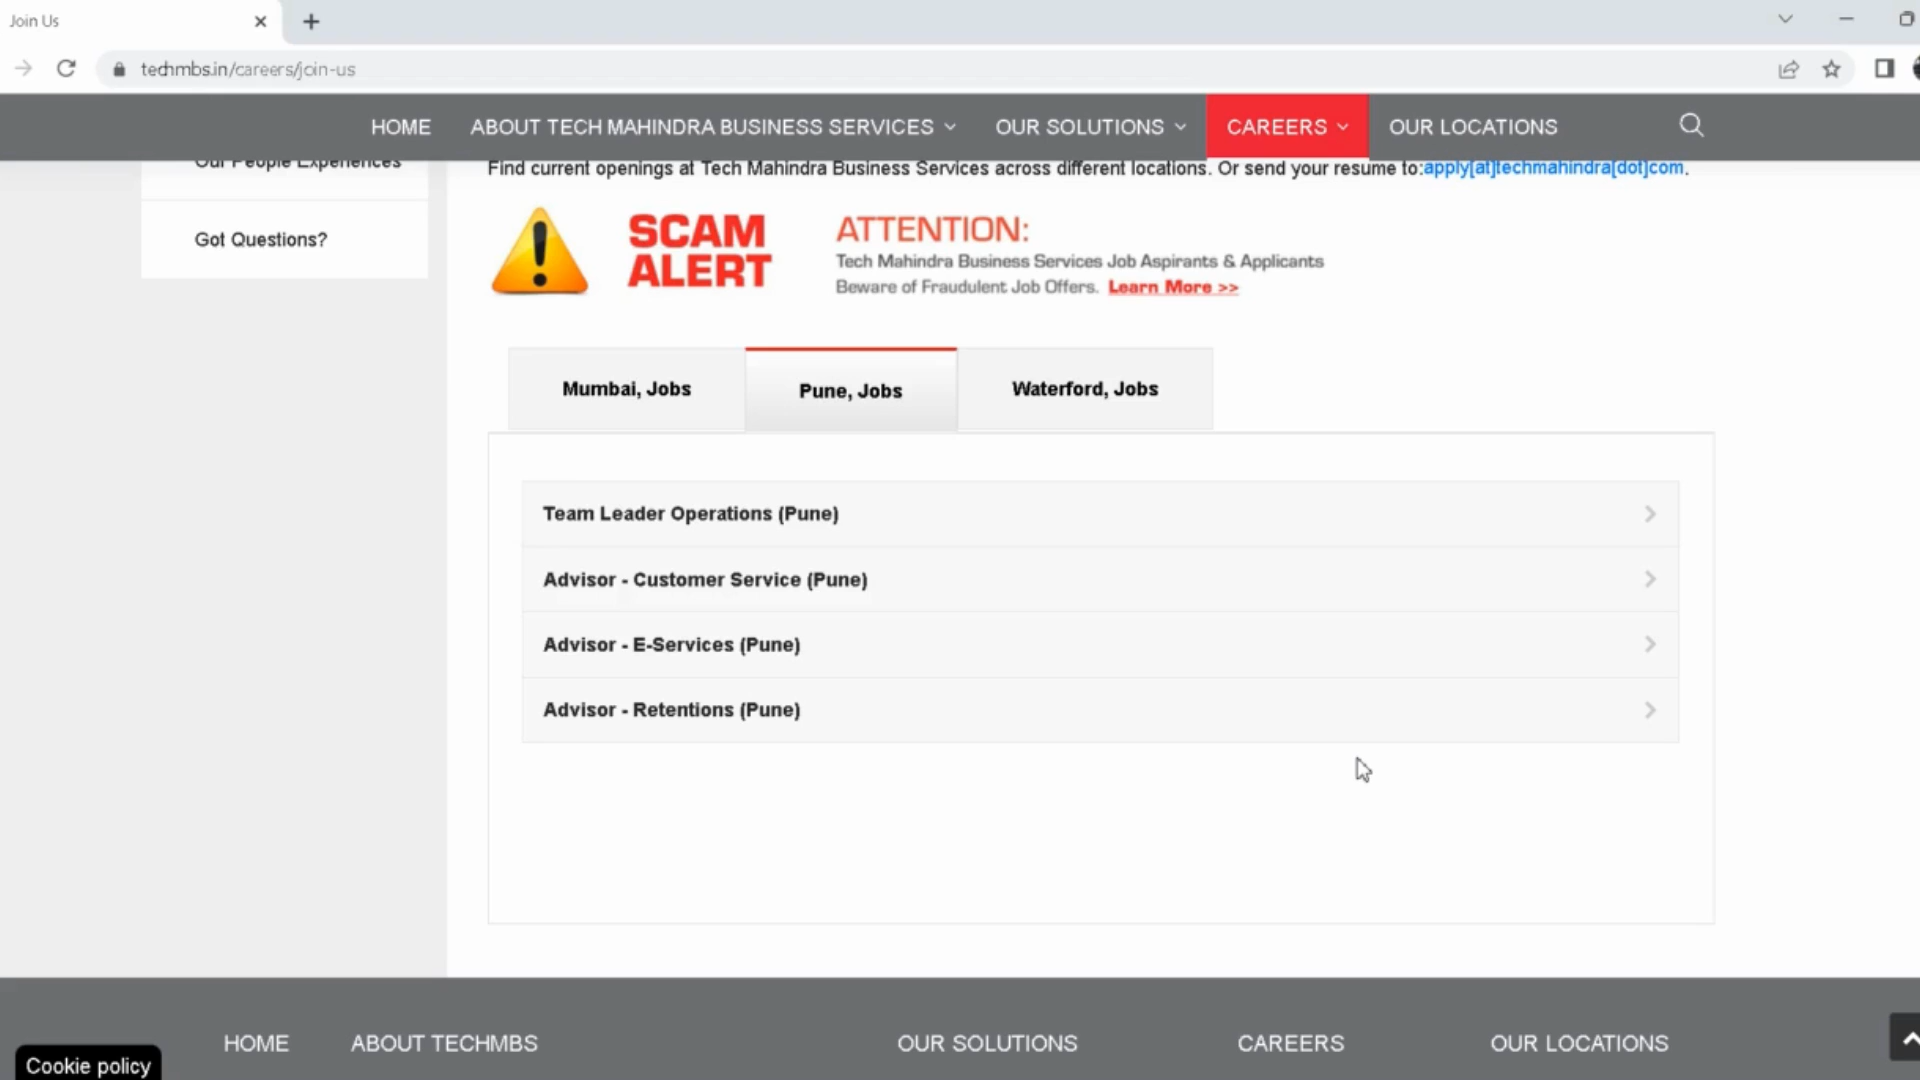 Join Us
techmbs.in/careers/join-us
HOME ABOUT TECH MAHINDRA BUSINESS SERVICES OUR SOLUTIONS CAREERS OUR LOCATIONS
Our People Experiences
Find current openings at Tech Mahindra Business Services across different locations. Or send your resume to:apply[at]techmahindra[dot]com.
Got Questions?
SCAM
ALERT
ATTENTION:
Tech Mahindra Business Services Job Aspirants & Applicants
Beware of Fraudulent Job Offers. Learn More >>
Mumbai, Jobs Pune, Jobs Waterford, Jobs
Team Leader Operations (Pune)
Advisor - Customer Service (Pune)
Advisor - E-Services (Pune)
Advisor - Retentions (Pune)
HOME ABOUT TECHMBS OUR SOLUTIONS CAREERS OUR LOCATIONS
Cookie policy